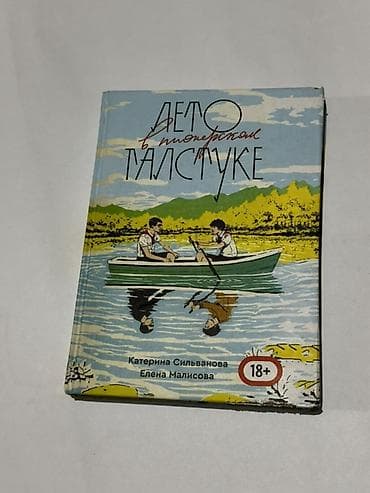 ЛЕТО
в пионерском
ГАЛСТУКЕ
Катерина Сильванова
Елена Малисова
18+